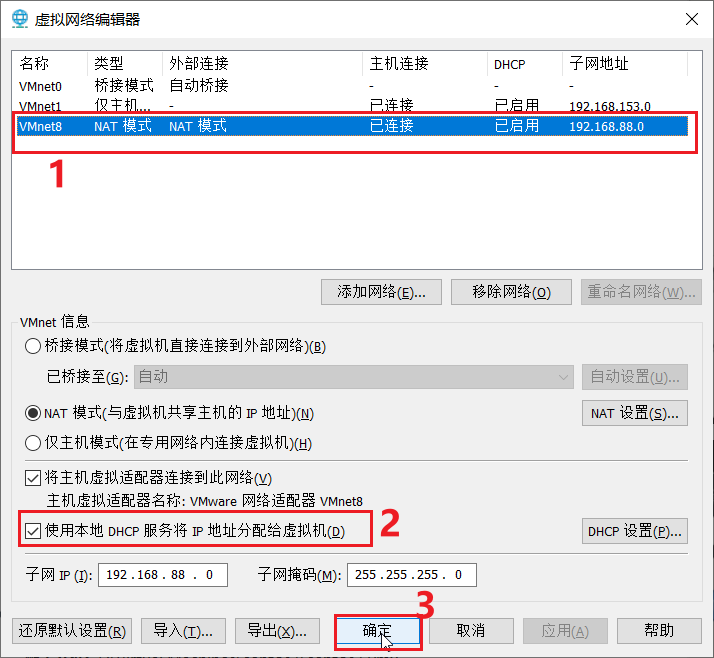 虚拟网络编辑器
名称 类型 外部连接 主机连接 DHCP 子网地址
VMnet0 桥接模式 自动桥接 - - -
VMnet1 仅主机... - 已连接 已启用 192.168.153.0
VMnet8 NAT 模式 NAT 模式 已连接 已启用 192.168.88.0
1
添加网络(E)... 移除网络(O) 重命名网络(W)...
VMnet 信息
桥接模式(将虚拟机直接连接到外部网络)(B)
已桥接至(G): 自动 自动设置(U)...
NAT 模式(与虚拟机共享主机的 IP 地址)(N) NAT 设置(S)...
仅主机模式(在专用网络内连接虚拟机)(H)
将主机虚拟适配器连接到此网络(V)
主机虚拟适配器名称: VMware 网络适配器 VMnet8
使用本地 DHCP 服务将 IP 地址分配给虚拟机(D) 2 DHCP 设置(P)...
子网 IP (I): 192 . 168 . 88 . 0 子网掩码(M): 255 . 255 . 255 . 0
3
还原默认设置(R) 导入(T)... 导出(X)... 确定 取消 应用(A) 帮助